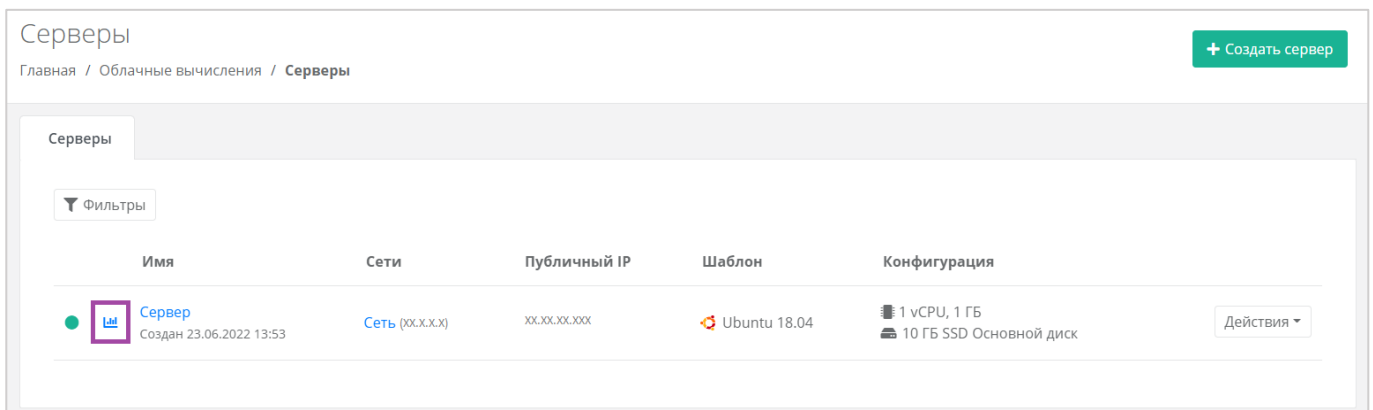 Серверы
+ Создать сервер
Главная / Облачные вычисления / Серверы
Серверы
Фильтры
Имя Сети Публичный IP Шаблон Конфигурация
Сервер
Создан 23.06.2022 13:53
Сеть (XX.X.X.X)
XX.XX.XX.XXX
Ubuntu 18.04
1 vCPU, 1 ГБ
10 ГБ SSD Основной диск
Действия